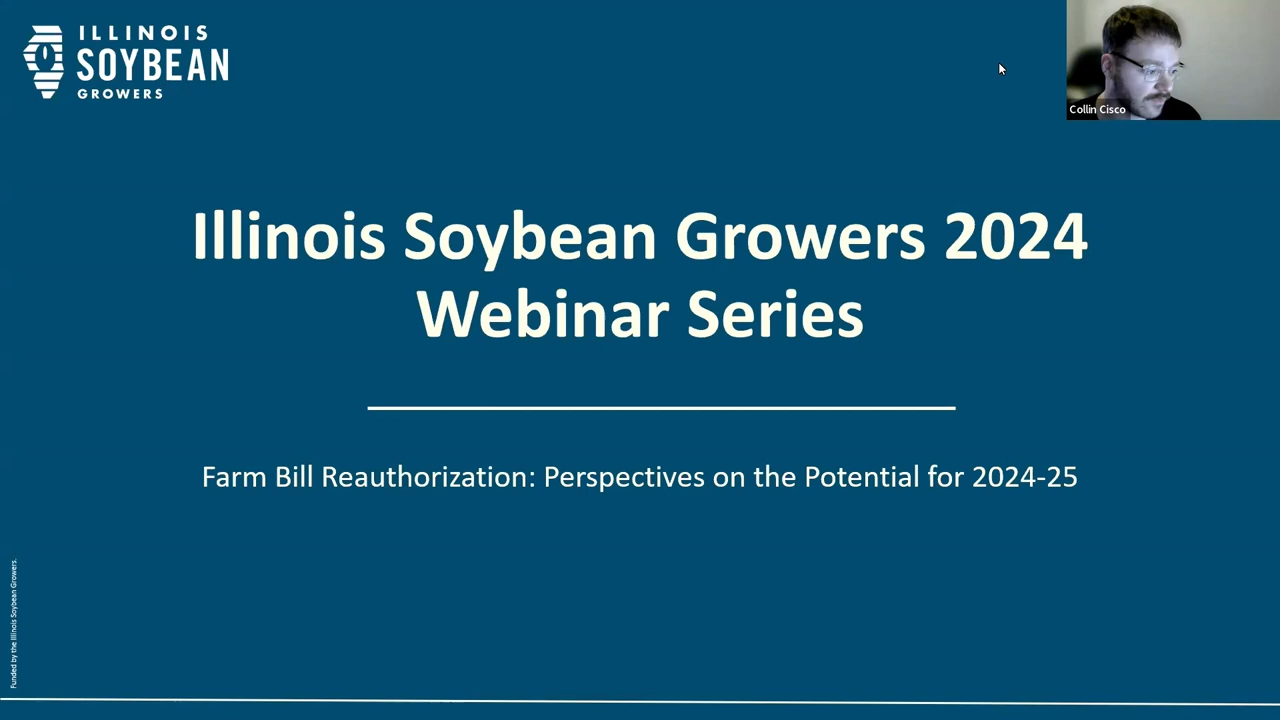 ILLINOIS
SOYBEAN
GROWERS
Collin Cisco
Illinois Soybean Growers 2024
Webinar Series
Farm Bill Reauthorization: Perspectives on the Potential for 2024-25
Funded by the Illinois Soybean Growers.